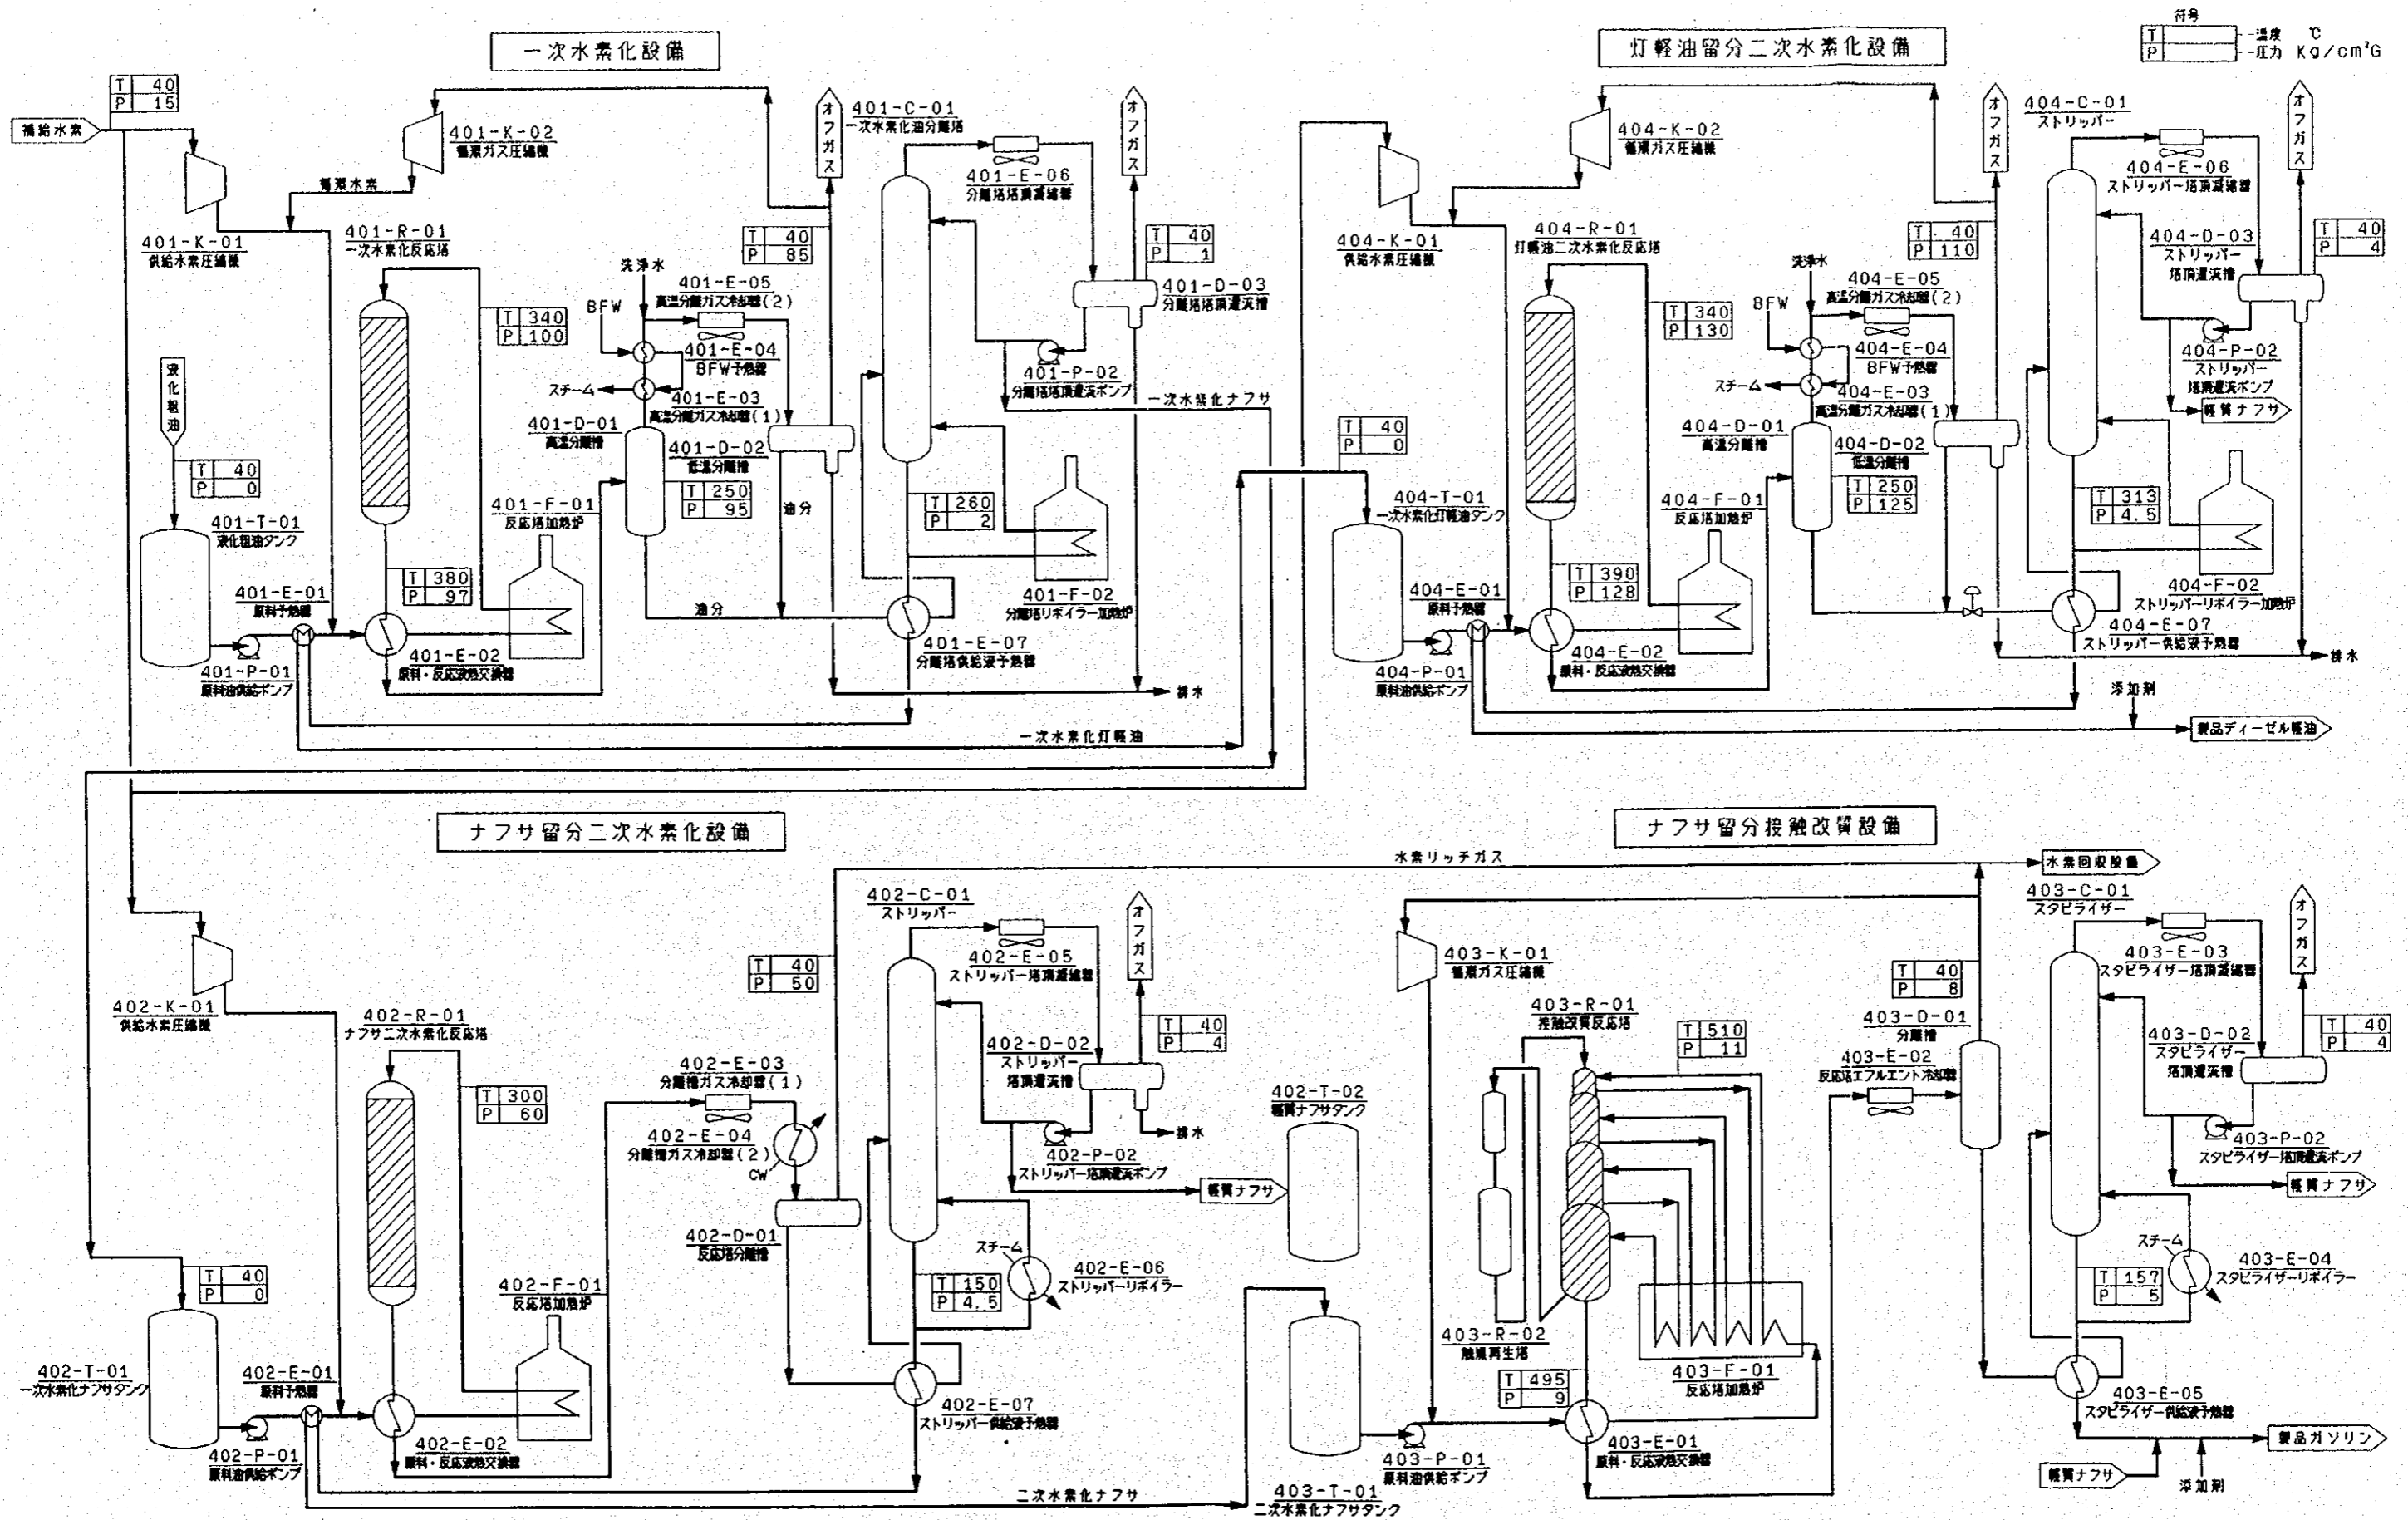 符号
T
P
温度 ℃
圧力 Kg/cm²G
一次水素化設備
T 40
P 15
補給水素
401-K-01
供給水素圧縮機
401-K-02
循環ガス圧縮機
循環水素
401-R-01
一次水素化反応塔
T 340
P 100
液化粗油
T 40
P 0
401-T-01
液化粗油タンク
401-P-01
原料油供給ポンプ
401-E-01
原料予熱器
T 380
P 97
401-E-02
原料・反応液熱交換器
401-F-01
反応塔加熱炉
洗浄水
BFW
スチーム
401-E-05
高温分離ガス冷却器(2)
401-E-04
BFW予熱器
401-E-03
高温分離ガス冷却器(1)
401-D-01
高温分離槽
401-D-02
低温分離槽
T 250
P 95
油分
油分
T 40
P 85
オフガス
401-C-01
一次水素化油分離塔
401-E-06
分離塔塔頂凝縮器
オフガス
T 40
P 1
401-D-03
分離塔塔頂還流槽
401-P-02
分離塔塔頂還流ポンプ
一次水素化ナフサ
T 260
P 2
401-F-02
分離塔リボイラー加熱炉
401-E-07
分離塔供給液予熱器
排水
一次水素化灯軽油
灯軽油留分二次水素化設備
404-K-01
供給水素圧縮機
404-K-02
循環ガス圧縮機
404-R-01
灯軽油二次水素化反応塔
T 340
P 130
T 40
P 0
404-T-01
一次水素化灯軽油タンク
404-P-01
原料油供給ポンプ
404-E-01
原料予熱器
T 390
P 128
404-E-02
原料・反応液熱交換器
404-F-01
反応塔加熱炉
洗浄水
BFW
スチーム
404-E-05
高温分離ガス冷却器(2)
404-E-04
BFW予熱器
404-E-03
高温分離ガス冷却器(1)
404-D-01
高温分離槽
404-D-02
低温分離槽
T 250
P 125
T 40
P 110
オフガス
404-C-01
ストリッパー
404-E-06
ストリッパー塔頂凝縮器
オフガス
T 40
P 4
404-D-03
ストリッパー
塔頂還流槽
404-P-02
ストリッパー
塔頂還流ポンプ
軽質ナフサ
T 313
P 4.5
404-F-02
ストリッパーリボイラー加熱炉
404-E-07
ストリッパー供給液予熱器
排水
添加剤
製品ディーゼル軽油
ナフサ留分二次水素化設備
402-K-01
供給水素圧縮機
402-R-01
ナフサ二次水素化反応塔
T 300
P 60
T 40
P 0
402-T-01
一次水素化ナフサタンク
402-P-01
原料油供給ポンプ
402-E-01
原料予熱器
402-E-02
原料・反応液熱交換器
402-F-01
反応塔加熱炉
402-E-03
分離槽ガス冷却器(1)
402-E-04
分離槽ガス冷却器(2)
CW
402-D-01
反応塔分離槽
T 40
P 50
402-C-01
ストリッパー
402-E-05
ストリッパー塔頂凝縮器
オフガス
T 40
P 4
402-D-02
ストリッパー
塔頂還流槽
402-P-02
ストリッパー塔頂還流ポンプ
排水
軽質ナフサ
402-T-02
軽質ナフサタンク
スチーム
T 150
P 4.5
402-E-06
ストリッパーリボイラー
402-E-07
ストリッパー供給液予熱器
二次水素化ナフサ
ナフサ留分接触改質設備
水素リッチガス
水素回収設備
403-K-01
循環ガス圧縮機
403-R-01
接触改質反応塔
T 510
P 11
403-R-02
触媒再生塔
T 495
P 9
403-F-01
反応塔加熱炉
403-T-01
二次水素化ナフサタンク
403-P-01
原料油供給ポンプ
403-E-01
原料・反応液熱交換器
T 40
P 8
403-D-01
分離槽
403-E-02
反応塔エフルエント冷却器
403-C-01
スタビライザー
403-E-03
スタビライザー塔頂凝縮器
オフガス
T 40
P 4
403-D-02
スタビライザー
塔頂還流槽
403-P-02
スタビライザー塔頂還流ポンプ
軽質ナフサ
スチーム
T 157
P 5
403-E-04
スタビライザーリボイラー
403-E-05
スタビライザー供給液予熱器
製品ガソリン
軽質ナフサ
添加剤